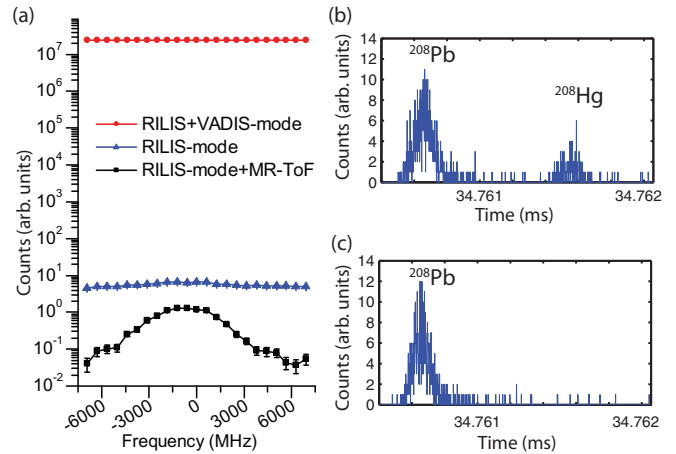 (a)
10⁷
10⁶
10⁵
10⁴
10³
10²
10¹
10⁰
10⁻¹
10⁻²
Counts (arb. units)
RILIS+VADIS-mode
RILIS-mode
RILIS-mode+MR-ToF
-6000
-3000
0
3000
6000
Frequency (MHz)
(b)
14
12
10
8
6
4
2
0
Counts (arb. units)
²⁰⁸Pb
²⁰⁸Hg
34.761
34.762
Time (ms)
(c)
14
12
10
8
6
4
2
0
Counts (arb. units)
²⁰⁸Pb
34.761
34.762
Time (ms)